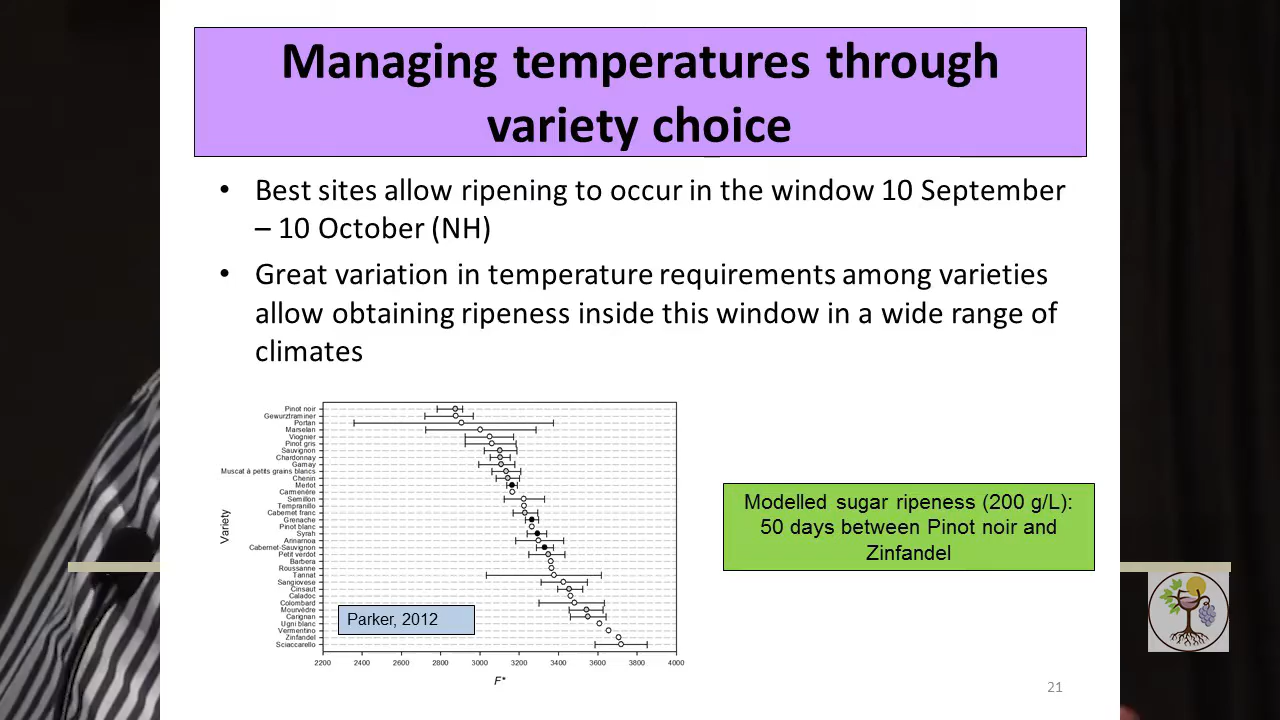 Managing temperatures through
variety choice
• Best sites allow ripening to occur in the window 10 September
– 10 October (NH)
• Great variation in temperature requirements among varieties
allow obtaining ripeness inside this window in a wide range of
climates
Pinot noir
Gewurztraminer
Portan
Marselan
Viognier
Pinot gris
Sauvignon
Chardonnay
Gamay
Muscat à petits grains blancs
Chenin
Merlot
Carmenère
Semillon
Tempranillo
Cabernet franc
Grenache
Pinot blanc
Syrah
Arinarnoa
Cabernet-Sauvignon
Petit verdot
Barbera
Roussanne
Tannat
Sangiovese
Cinsaut
Caladoc
Colombard
Mourvèdre
Carignan
Ugni blanc
Vermentino
Zinfandel
Sciaccarello
Variety
2200 2400 2600 2800 3000 3200 3400 3600 3800 4000
F*
Parker, 2012
Modelled sugar ripeness (200 g/L):
50 days between Pinot noir and
Zinfandel
21